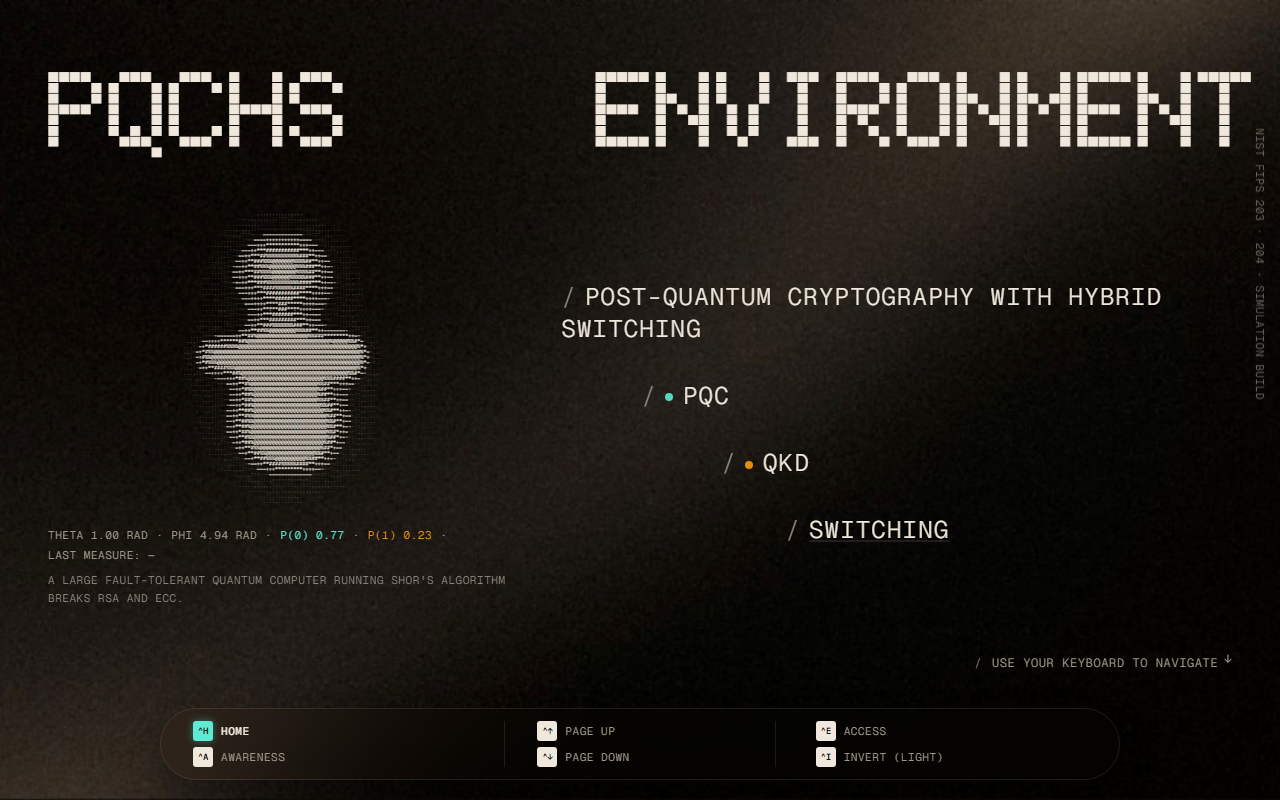 PQCHS ENVIRONMENT
NIST FIPS 203 · 204 · SIMULATION BUILD
/ POST-QUANTUM CRYPTOGRAPHY WITH HYBRID
SWITCHING
/ PQC
/ QKD
/ SWITCHING
THETA 1.00 RAD · PHI 4.94 RAD · P(0) 0.77 · P(1) 0.23 ·
LAST MEASURE: —
A LARGE FAULT-TOLERANT QUANTUM COMPUTER RUNNING SHOR'S ALGORITHM
BREAKS RSA AND ECC.
/ USE YOUR KEYBOARD TO NAVIGATE ↓
^H HOME
^A AWARENESS
^↑ PAGE UP
^↓ PAGE DOWN
^E ACCESS
^I INVERT (LIGHT)